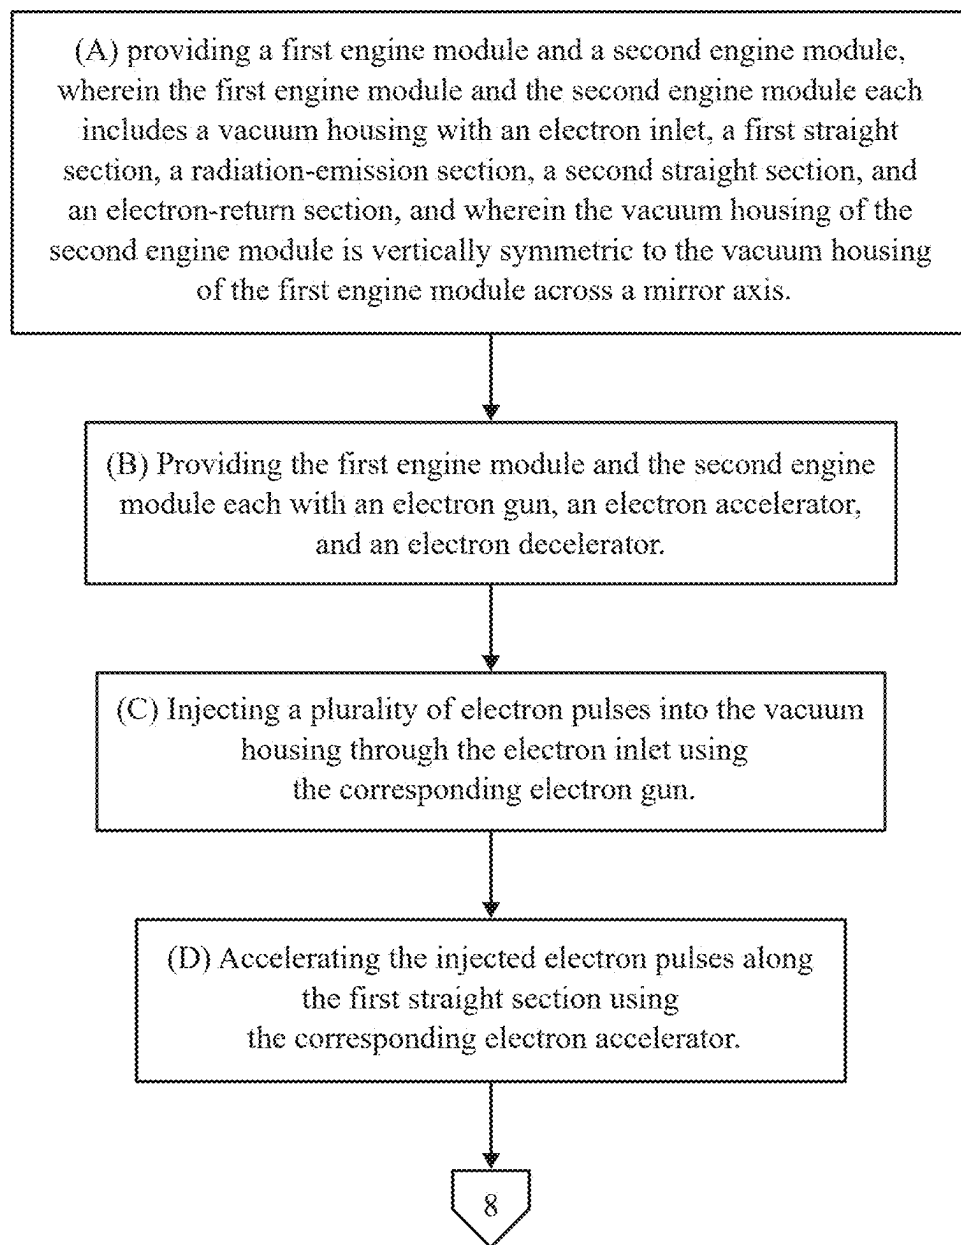 (A) providing a first engine module and a second engine module,
wherein the first engine module and the second engine module each
includes a vacuum housing with an electron inlet, a first straight
section, a radiation-emission section, a second straight section, and
an electron-return section, and wherein the vacuum housing of the
second engine module is vertically symmetric to the vacuum housing
of the first engine module across a mirror axis.
(B) Providing the first engine module and the second engine
module each with an electron gun, an electron accelerator,
and an electron decelerator.
(C) Injecting a plurality of electron pulses into the vacuum
housing through the electron inlet using
the corresponding electron gun.
(D) Accelerating the injected electron pulses along
the first straight section using
the corresponding electron accelerator.
8